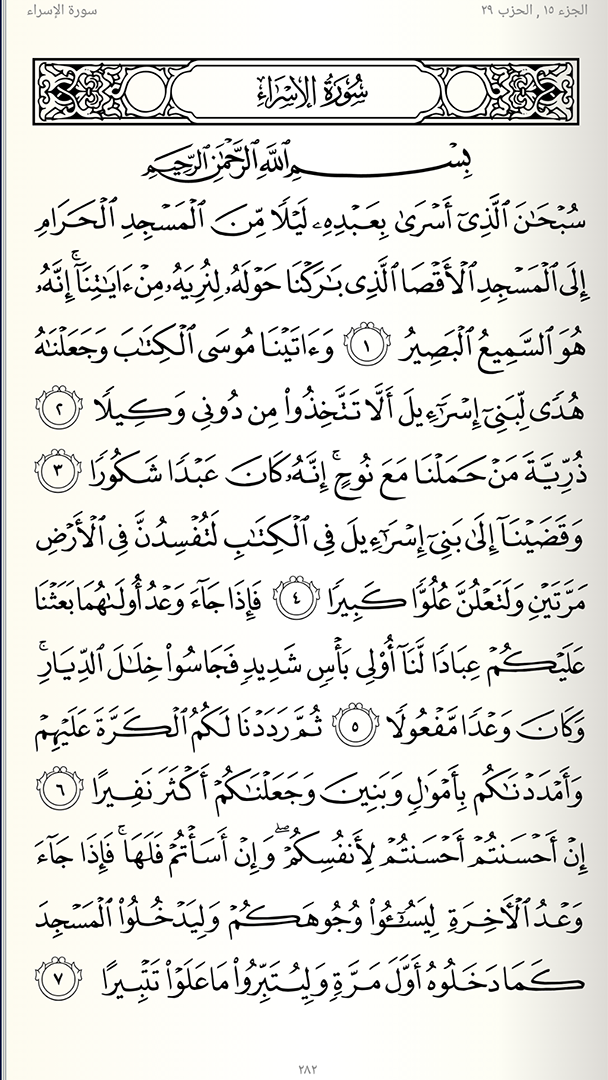 الجزء ١٥ , الحزب ٢٩
سورة الإسراء
سُورَةُ الإِسْرَاءِ
بِسْمِ ٱللَّهِ ٱلرَّحْمَٰنِ ٱلرَّحِيمِ
سُبْحَٰنَ ٱلَّذِىٓ أَسْرَىٰ بِعَبْدِهِۦ لَيْلًا مِّنَ ٱلْمَسْجِدِ ٱلْحَرَامِ
إِلَى ٱلْمَسْجِدِ ٱلْأَقْصَا ٱلَّذِى بَٰرَكْنَا حَوْلَهُۥ لِنُرِيَهُۥ مِنْ ءَايَٰتِنَآ ۚ إِنَّهُۥ
هُوَ ٱلسَّمِيعُ ٱلْبَصِيرُ ١ وَءَاتَيْنَا مُوسَى ٱلْكِتَٰبَ وَجَعَلْنَٰهُ
هُدًى لِّبَنِىٓ إِسْرَٰٓءِيلَ أَلَّا تَتَّخِذُوا۟ مِن دُونِى وَكِيلًا ٢
ذُرِّيَّةَ مَنْ حَمَلْنَا مَعَ نُوحٍ ۚ إِنَّهُۥ كَانَ عَبْدًا شَكُورًا ٣
وَقَضَيْنَآ إِلَىٰ بَنِىٓ إِسْرَٰٓءِيلَ فِى ٱلْكِتَٰبِ لَتُفْسِدُنَّ فِى ٱلْأَرْضِ
مَرَّتَيْنِ وَلَتَعْلُنَّ عُلُوًّا كَبِيرًا ٤ فَإِذَا جَآءَ وَعْدُ أُولَىٰهُمَا بَعَثْنَا
عَلَيْكُمْ عِبَادًا لَّنَآ أُو۟لِى بَأْسٍ شَدِيدٍ فَجَاسُوا۟ خِلَٰلَ ٱلدِّيَارِ ۚ
وَكَانَ وَعْدًا مَّفْعُولًا ٥ ثُمَّ رَدَدْنَا لَكُمُ ٱلْكَرَّةَ عَلَيْهِمْ
وَأَمْدَدْنَٰكُم بِأَمْوَٰلٍ وَبَنِينَ وَجَعَلْنَٰكُمْ أَكْثَرَ نَفِيرًا ٦
إِنْ أَحْسَنتُمْ أَحْسَنتُمْ لِأَنفُسِكُمْ ۖ وَإِنْ أَسَأْتُمْ فَلَهَا ۚ فَإِذَا جَآءَ
وَعْدُ ٱلْءَاخِرَةِ لِيَسُـۥٓـُٔوا۟ وُجُوهَكُمْ وَلِيَدْخُلُوا۟ ٱلْمَسْجِدَ
كَمَا دَخَلُوهُ أَوَّلَ مَرَّةٍ وَلِيُتَبِّرُوا۟ مَا عَلَوْا۟ تَتْبِيرًا ٧
٢٨٢